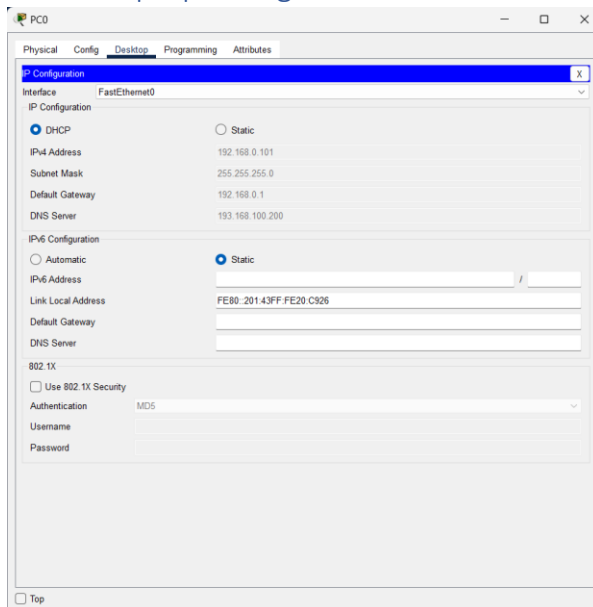 PC0
Physical Config Desktop Programming Attributes
IP Configuration X
Interface FastEthernet0
IP Configuration
DHCP Static
IPv4 Address 192.168.0.101
Subnet Mask 255.255.255.0
Default Gateway 192.168.0.1
DNS Server 193.168.100.200
IPv6 Configuration
Automatic Static
IPv6 Address /
Link Local Address FE80::201:43FF:FE20:C926
Default Gateway
DNS Server
802.1X
Use 802.1X Security
Authentication MD5
Username
Password
Top